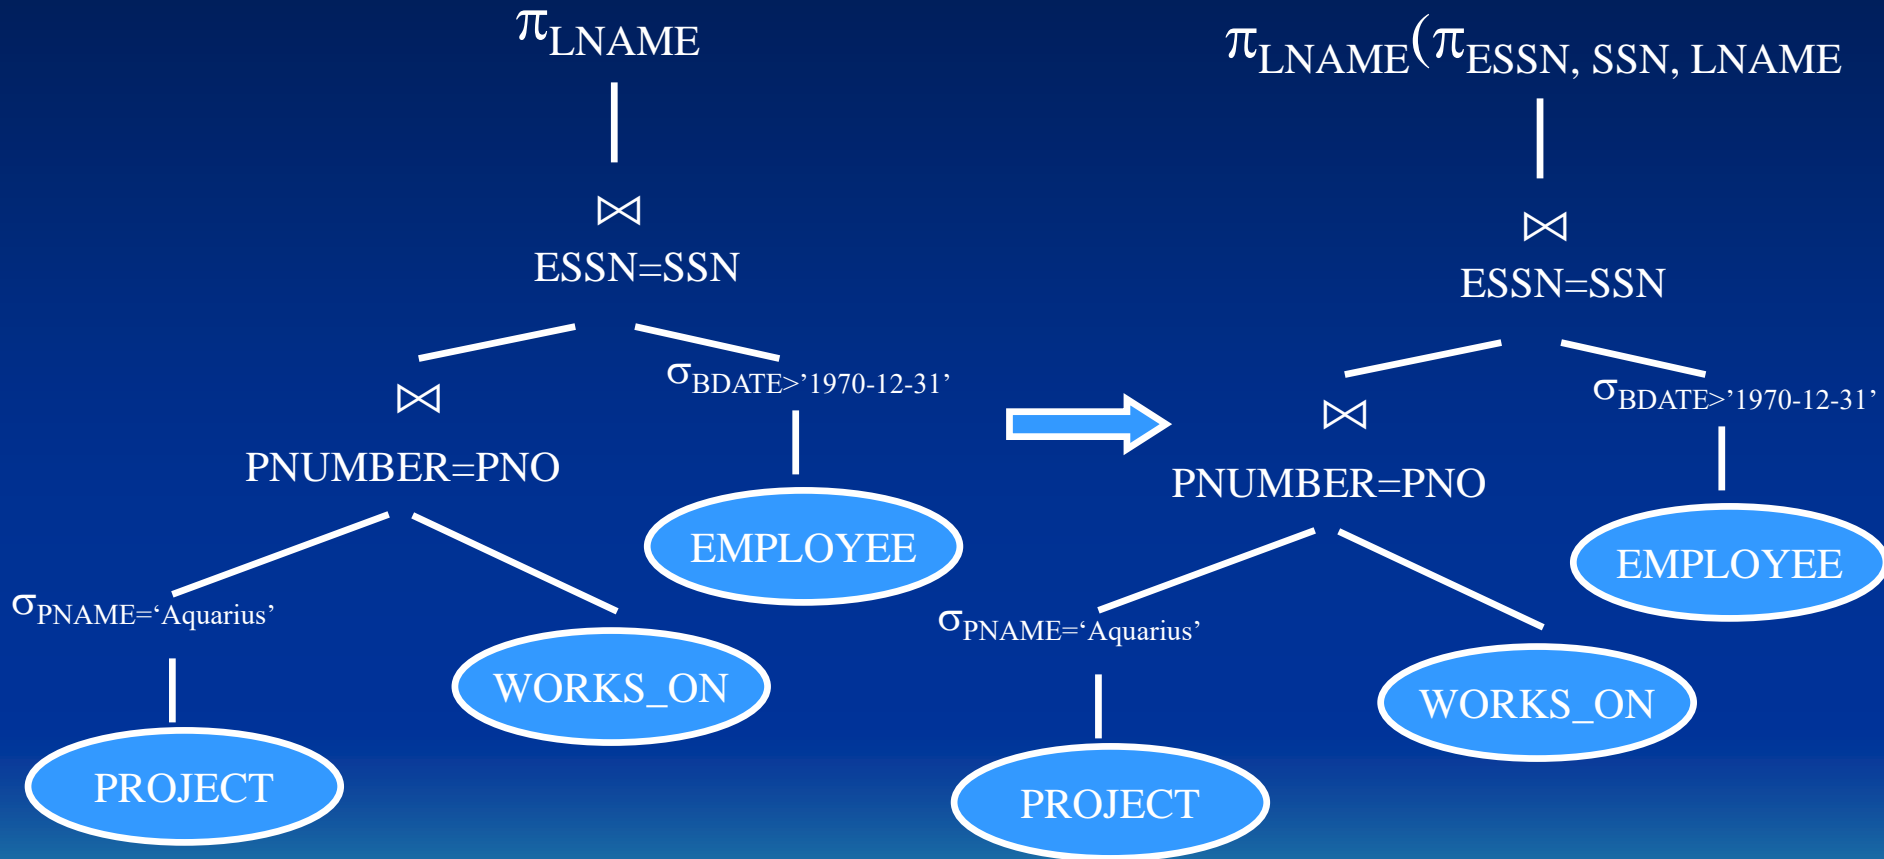 πLNAME
⋈
ESSN=SSN
σBDATE>’1970-12-31’
⋈
PNUMBER=PNO
EMPLOYEE
σPNAME=‘Aquarius’
WORKS_ON
PROJECT
πLNAME(πESSN, SSN, LNAME
⋈
ESSN=SSN
σBDATE>’1970-12-31’
⋈
PNUMBER=PNO
EMPLOYEE
σPNAME=‘Aquarius’
WORKS_ON
PROJECT